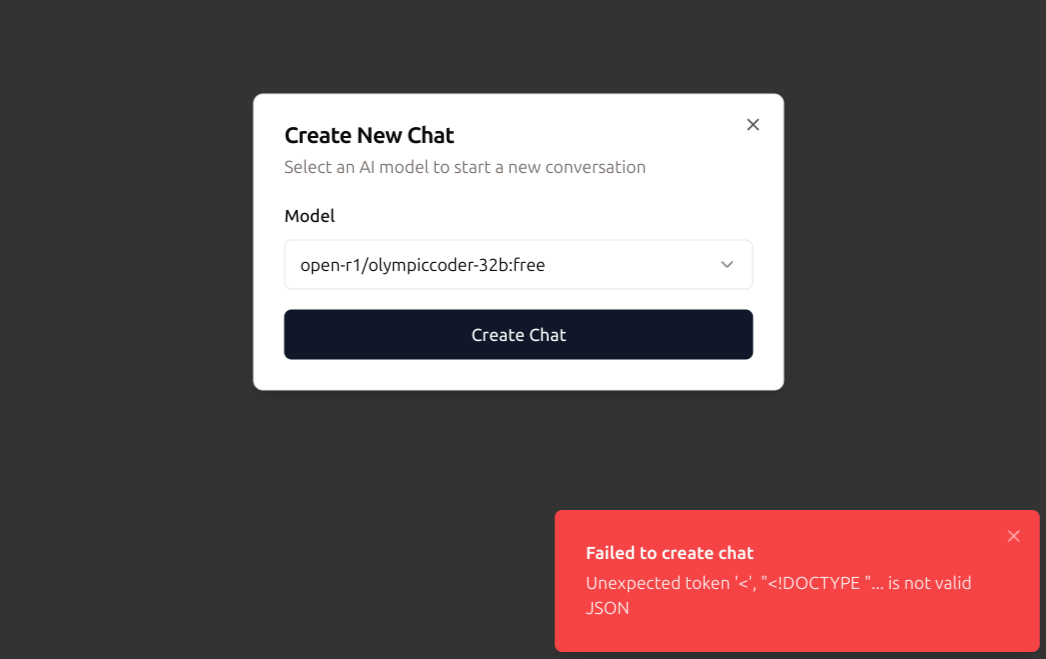 Create New Chat
Select an AI model to start a new conversation
Model
open-r1/olympiccoder-32b:free
Create Chat
Failed to create chat
Unexpected token '<', "<!DOCTYPE "... is not valid
JSON